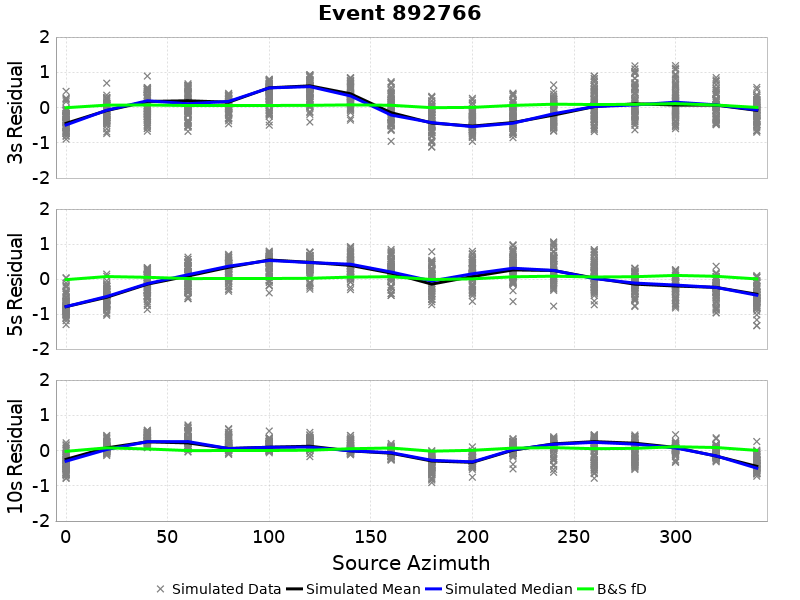 Event 892766
3s Residual
2
1
0
-1
-2
5s Residual
2
1
0
-1
-2
10s Residual
2
1
0
-1
-2
0 50 100 150 200 250 300
Source Azimuth
Simulated Data Simulated Mean Simulated Median B&S fD